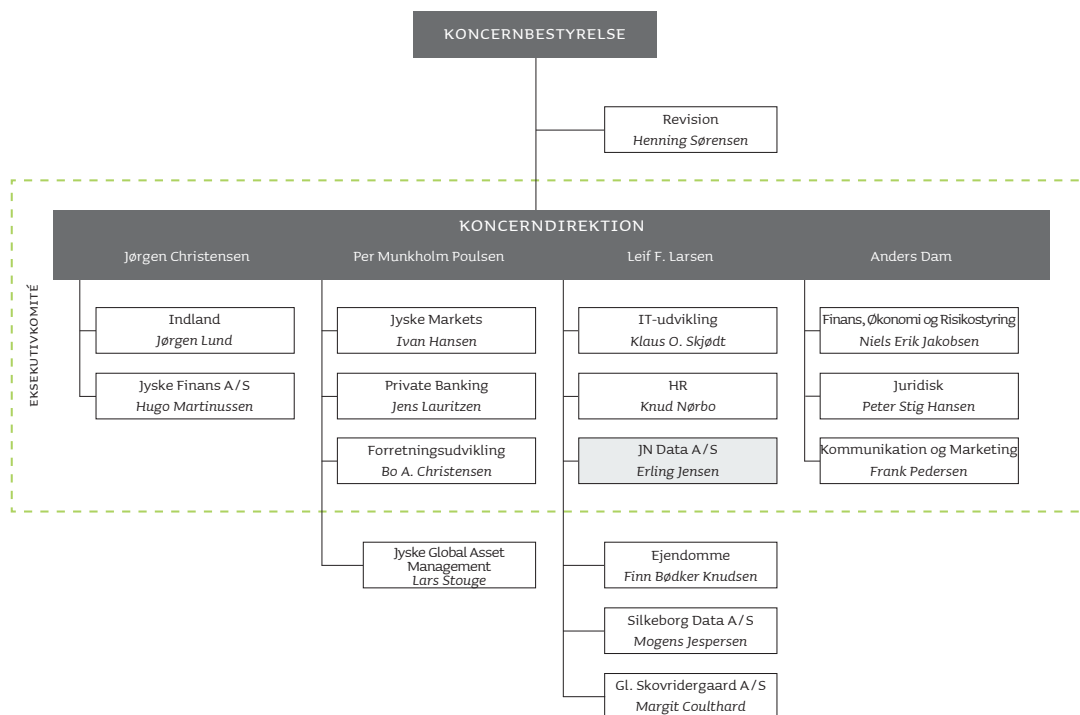 KONCERNBESTYRELSE
Revision
Henning Sørensen
EKSEKUTIVKOMITÉ
KONCERNDIREKTION
Jørgen Christensen
Per Munkholm Poulsen
Leif F. Larsen
Anders Dam
Indland
Jørgen Lund
Jyske Finans A/S
Hugo Martinussen
Jyske Markets
Ivan Hansen
Private Banking
Jens Lauritzen
Forretningsudvikling
Bo A. Christensen
Jyske Global Asset
Management
Lars Stouge
IT-udvikling
Klaus O. Skjødt
HR
Knud Nørbo
JN Data A/S
Erling Jensen
Ejendomme
Finn Bødker Knudsen
Silkeborg Data A/S
Mogens Jespersen
Gl. Skovridergaard A/S
Margit Coulthard
Finans, Økonomi og Risikostyring
Niels Erik Jakobsen
Juridisk
Peter Stig Hansen
Kommunikation og Marketing
Frank Pedersen